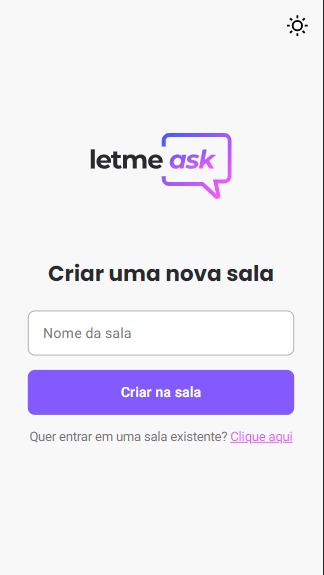 letme ask
Criar uma nova sala
Nome da sala
Criar na sala
Quer entrar em uma sala existente? Clique aqui